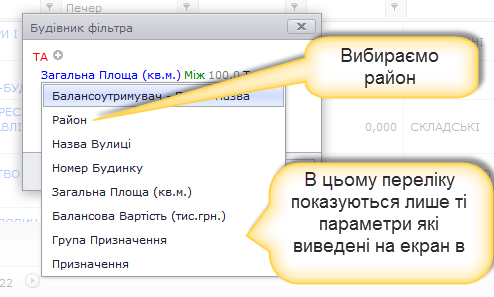 Печер
Будівник фільтра
ТА
Вибираємо
район
Загальна Площа (кв.м.) Між 100,0
Балансоутримувач - назва
Район
0,000 СКЛАДСЬКІ
Назва Вулиці
Номер Будинку
Загальна Площа (кв.м.)
Балансова Вартість (тис.грн.)
Група Призначення
Призначення
В цьому переліку
показуються лише ті
параметри які
виведені на екран в
22